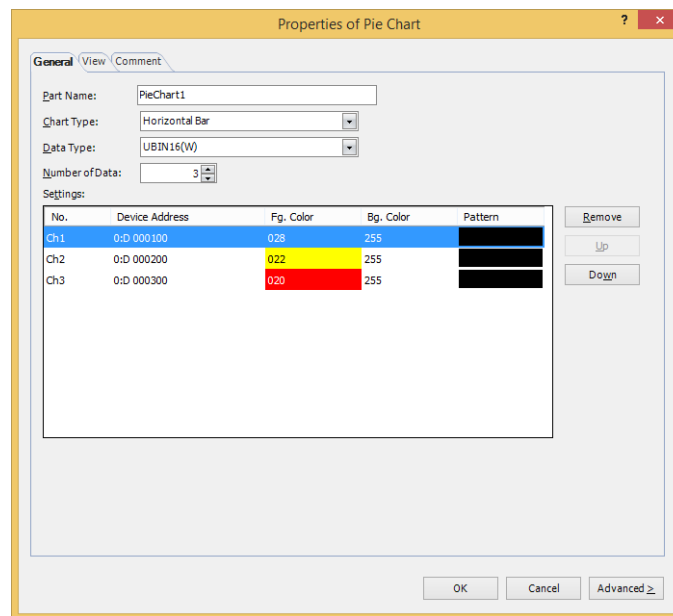 Properties of Pie Chart ? ×
General View Comment
Part Name: PieChart1
Chart Type: Horizontal Bar
Data Type: UBIN16(W)
Number of Data: 3
Settings:
No. Device Address Fg. Color Bg. Color Pattern Remove
Ch1 0:D 000100 028 255
Up
Ch2 0:D 000200 022 255
Down
Ch3 0:D 000300 020 255
OK Cancel Advanced >